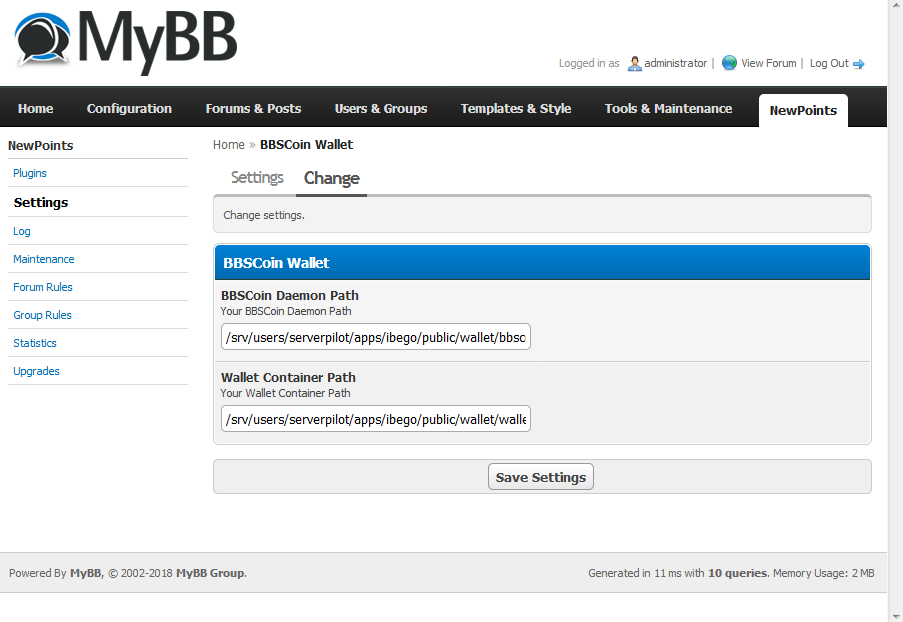 MyBB
Logged in as administrator | View Forum | Log Out
Home Configuration Forums & Posts Users & Groups Templates & Style Tools & Maintenance NewPoints
NewPoints
Plugins
Settings
Log
Maintenance
Forum Rules
Group Rules
Statistics
Upgrades
Home » BBSCoin Wallet
Settings Change
Change settings.
BBSCoin Wallet
BBSCoin Daemon Path
Your BBSCoin Daemon Path
/srv/users/serverpilot/apps/ibego/public/wallet/bbsc
Wallet Container Path
Your Wallet Container Path
/srv/users/serverpilot/apps/ibego/public/wallet/walle
Save Settings
Powered By MyBB, © 2002-2018 MyBB Group.
Generated in 11 ms with 10 queries. Memory Usage: 2 MB